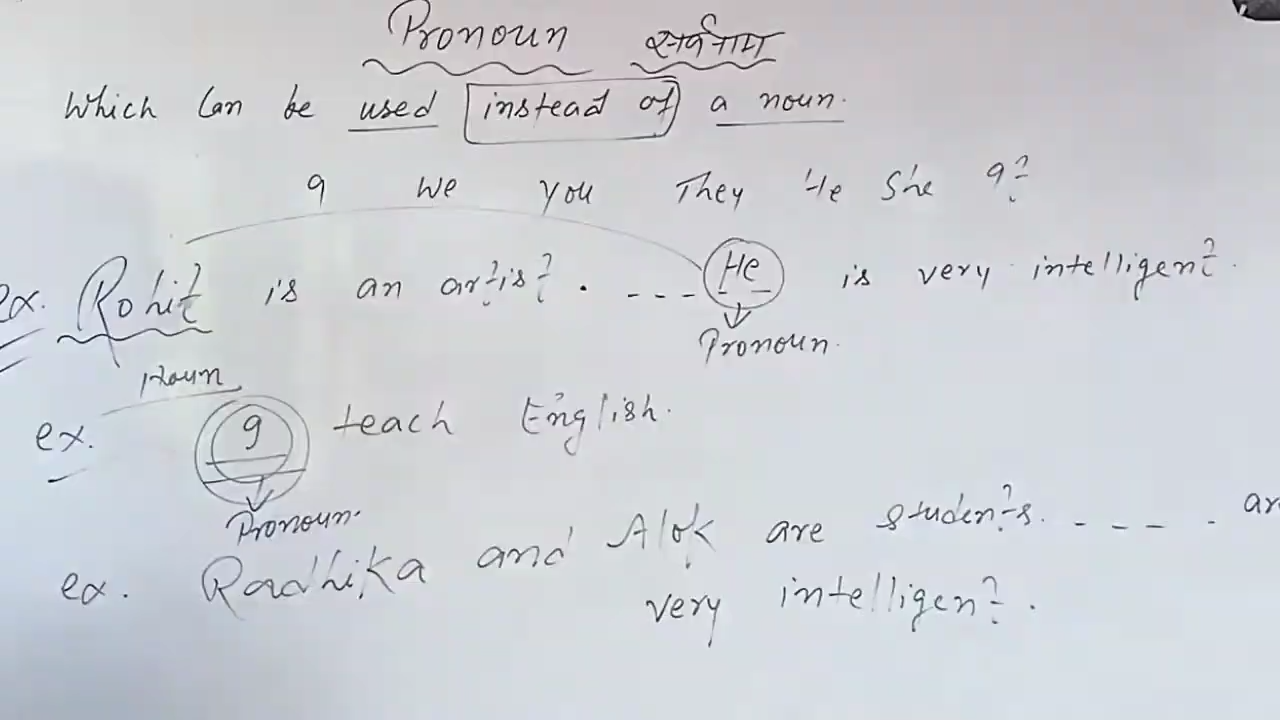 Pronoun सर्वनाम
Which can be used instead of a noun.
I We You They He She It
ex. Rohit is an artist. ---- He is very intelligent.
Pronoun.
Noun
ex. I teach English.
Pronoun.
ex. Radhika and Alok are students. ---- . ar
very intelligent.